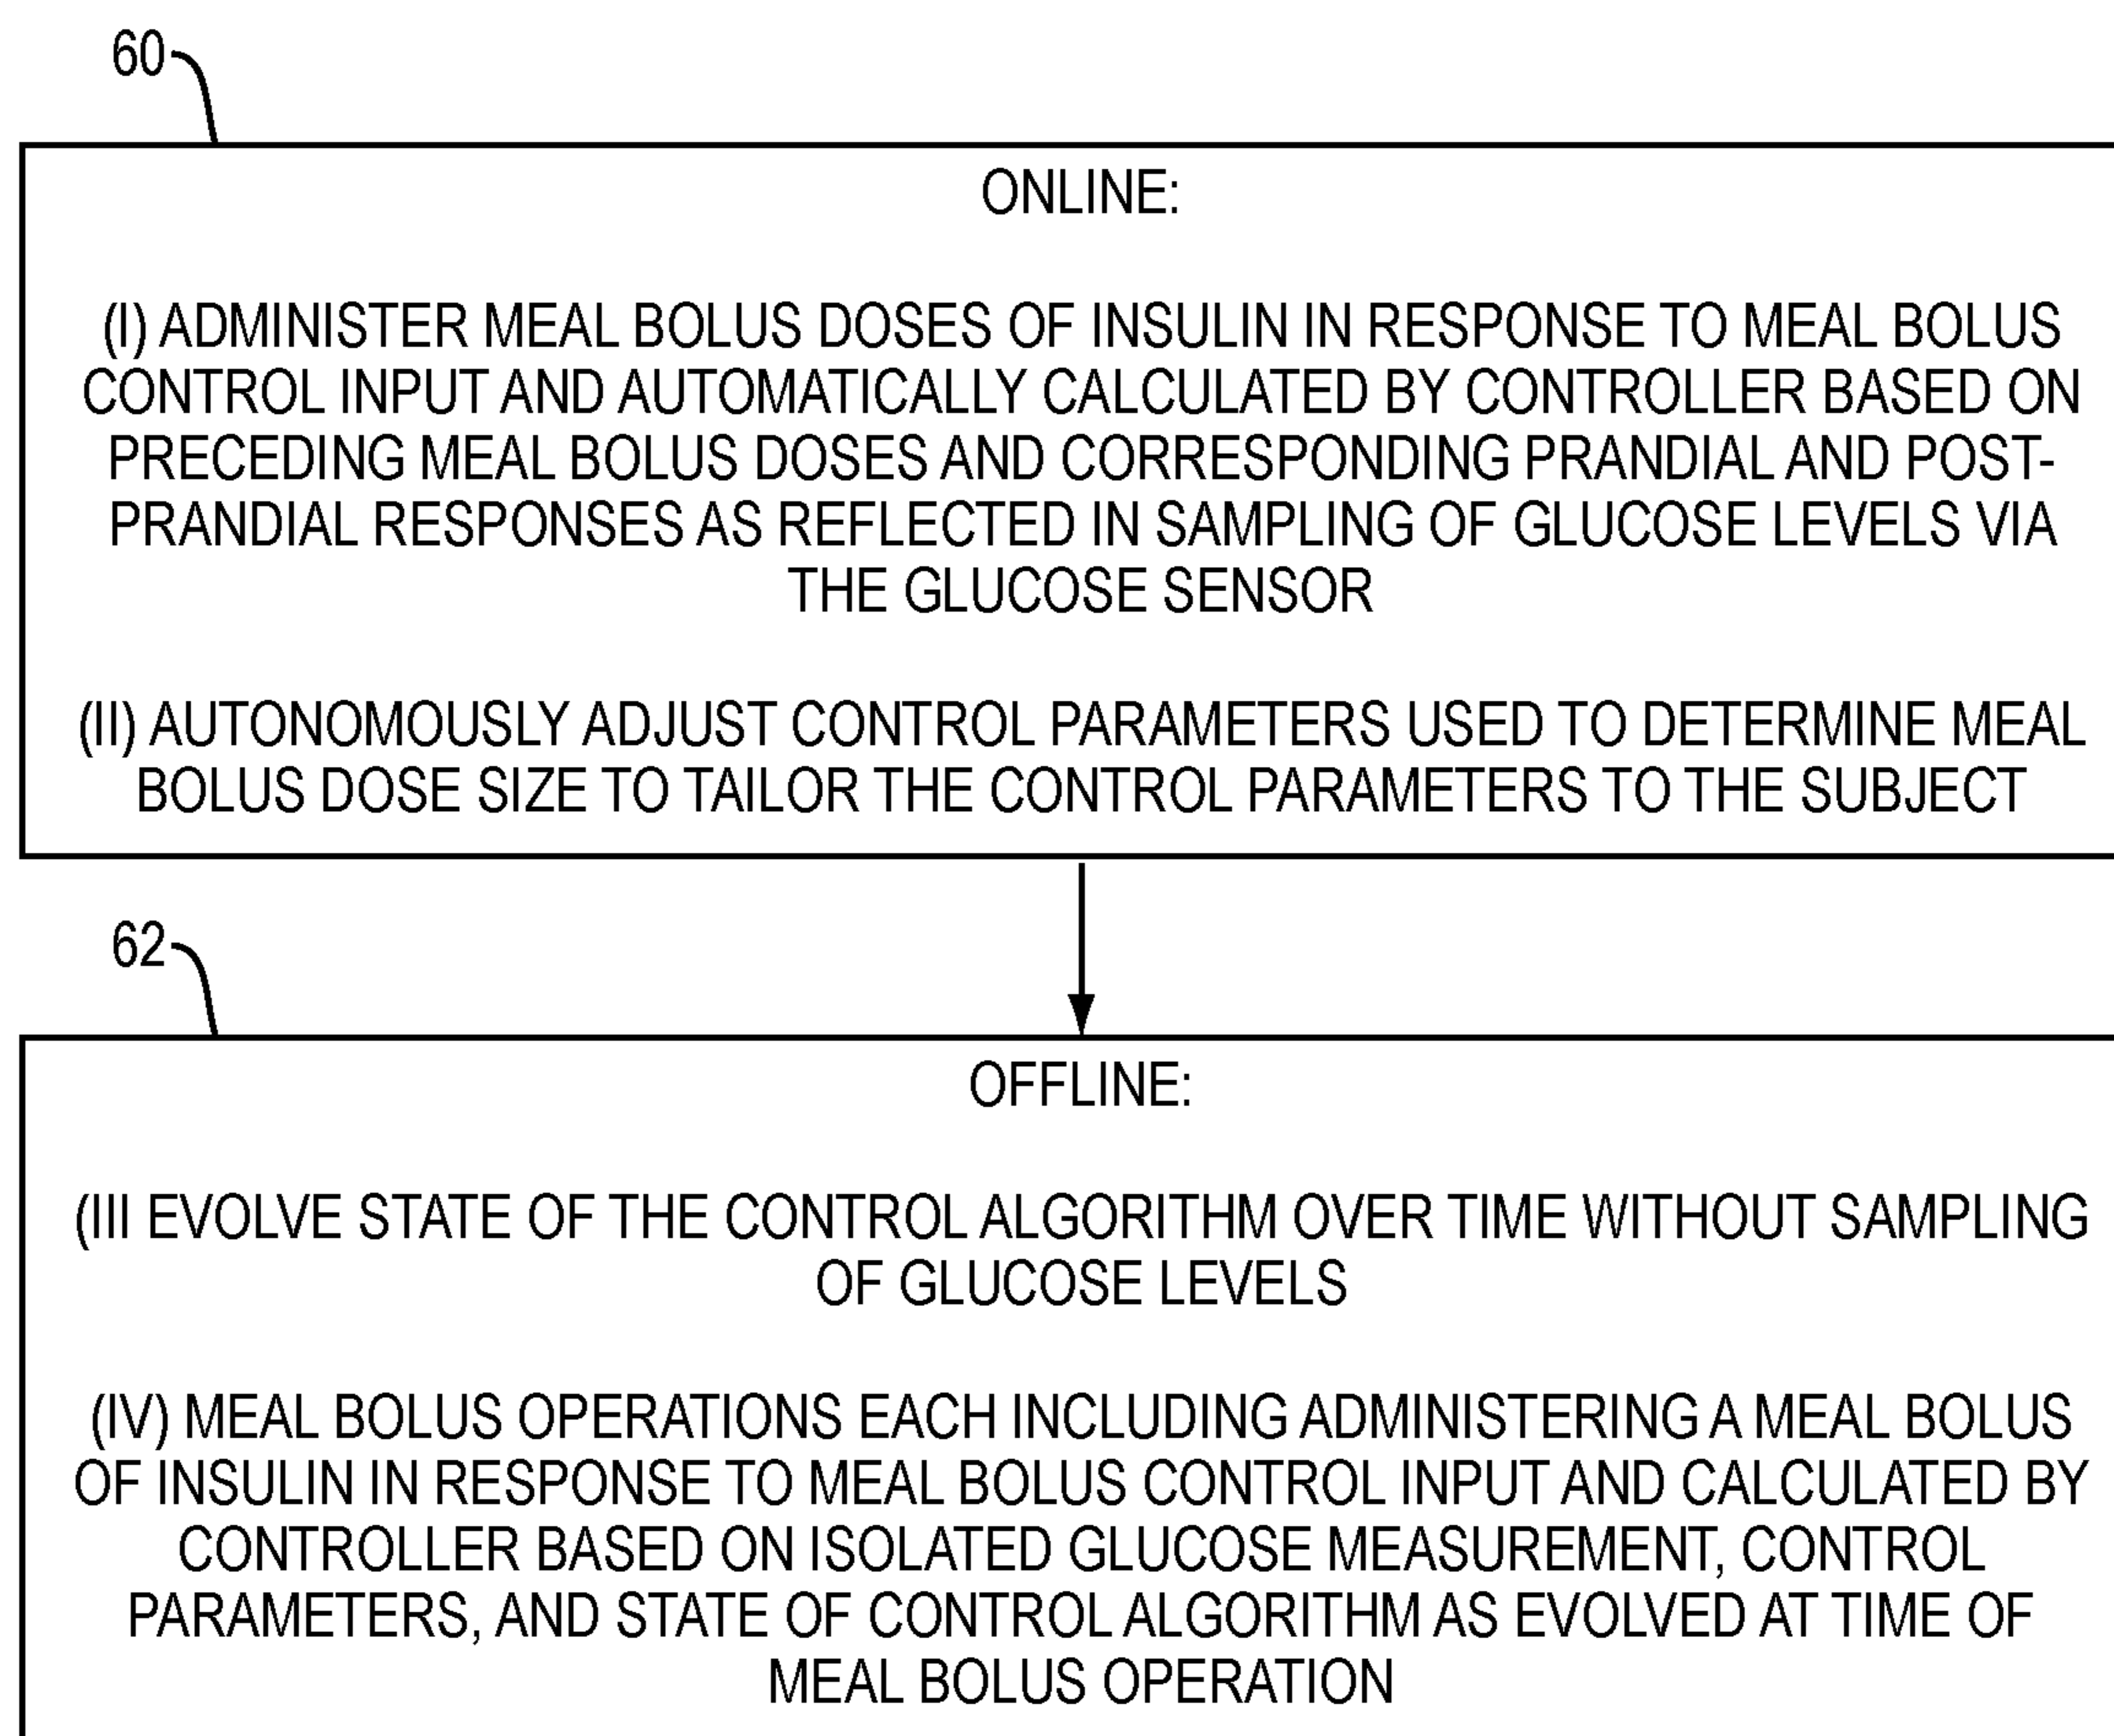 60
ONLINE:
(I) ADMINISTER MEAL BOLUS DOSES OF INSULIN IN RESPONSE TO MEAL BOLUS
CONTROL INPUT AND AUTOMATICALLY CALCULATED BY CONTROLLER BASED ON
PRECEDING MEAL BOLUS DOSES AND CORRESPONDING PRANDIAL AND POST-
PRANDIAL RESPONSES AS REFLECTED IN SAMPLING OF GLUCOSE LEVELS VIA
THE GLUCOSE SENSOR
(II) AUTONOMOUSLY ADJUST CONTROL PARAMETERS USED TO DETERMINE MEAL
BOLUS DOSE SIZE TO TAILOR THE CONTROL PARAMETERS TO THE SUBJECT
62
OFFLINE:
(III EVOLVE STATE OF THE CONTROL ALGORITHM OVER TIME WITHOUT SAMPLING
OF GLUCOSE LEVELS
(IV) MEAL BOLUS OPERATIONS EACH INCLUDING ADMINISTERING A MEAL BOLUS
OF INSULIN IN RESPONSE TO MEAL BOLUS CONTROL INPUT AND CALCULATED BY
CONTROLLER BASED ON ISOLATED GLUCOSE MEASUREMENT, CONTROL
PARAMETERS, AND STATE OF CONTROL ALGORITHM AS EVOLVED AT TIME OF
MEAL BOLUS OPERATION